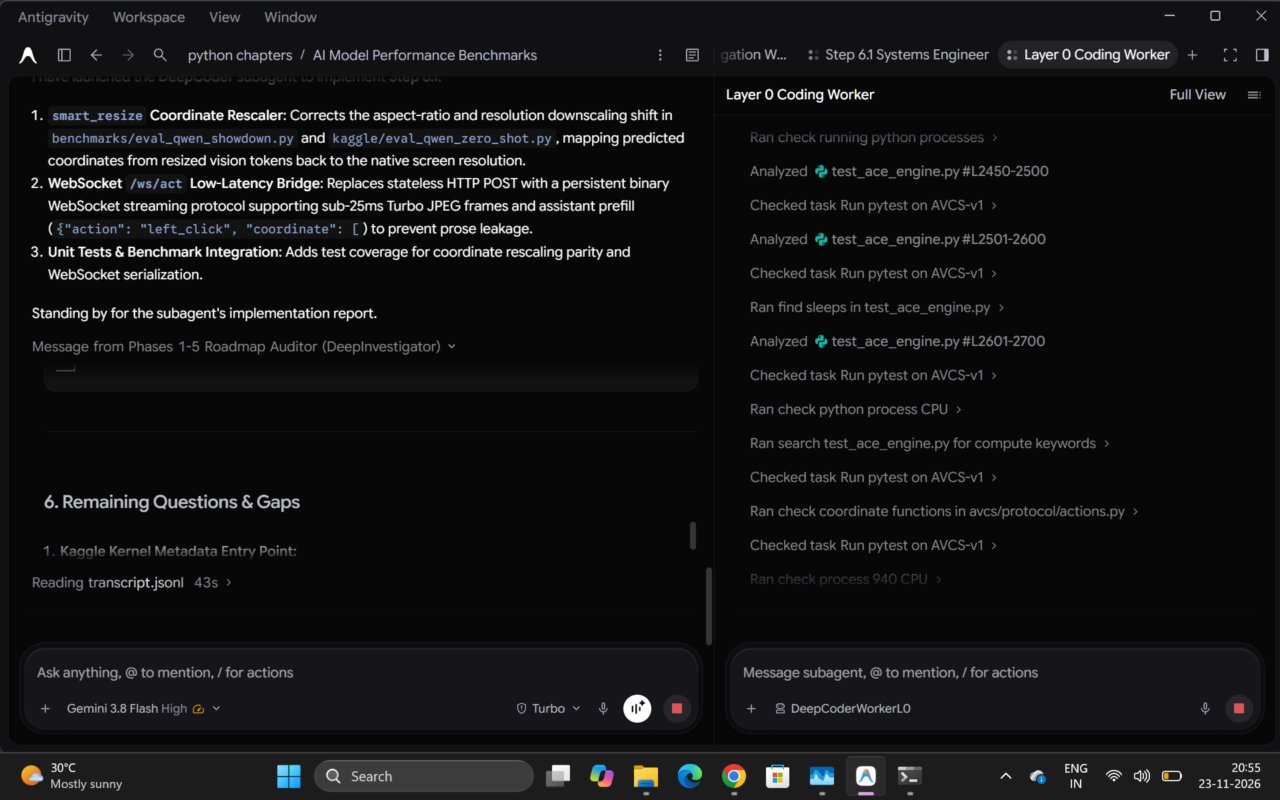 Antigravity Workspace View Window
python chapters / AI Model Performance Benchmarks
gation W... Step 6.1 Systems Engineer Layer 0 Coding Worker
I have launched the DeepCoder subagent to implement Step 6.1:
1. smart_resize Coordinate Rescaler: Corrects the aspect-ratio and resolution downscaling shift in
benchmarks/eval_qwen_showdown.py and kaggle/eval_qwen_zero_shot.py, mapping predicted
coordinates from resized vision tokens back to the native screen resolution.
2. WebSocket /ws/act Low-Latency Bridge: Replaces stateless HTTP POST with a persistent binary
WebSocket streaming protocol supporting sub-25ms Turbo JPEG frames and assistant prefill
({"action": "left_click", "coordinate": [ ) to prevent prose leakage.
3. Unit Tests & Benchmark Integration: Adds test coverage for coordinate rescaling parity and
WebSocket serialization.
Standing by for the subagent's implementation report.
Message from Phases 1-5 Roadmap Auditor (DeepInvestigator)
6. Remaining Questions & Gaps
1. Kaggle Kernel Metadata Entry Point:
Reading transcript.jsonl 43s
Ask anything, @ to mention, / for actions
+ Gemini 3.8 Flash High
Turbo
Layer 0 Coding Worker Full View
Ran check running python processes
Analyzed test_ace_engine.py #L2450-2500
Checked task Run pytest on AVCS-v1
Analyzed test_ace_engine.py #L2501-2600
Checked task Run pytest on AVCS-v1
Ran find sleeps in test_ace_engine.py
Analyzed test_ace_engine.py #L2601-2700
Checked task Run pytest on AVCS-v1
Ran check python process CPU
Ran search test_ace_engine.py for compute keywords
Checked task Run pytest on AVCS-v1
Ran check coordinate functions in avcs/protocol/actions.py
Checked task Run pytest on AVCS-v1
Ran check process 940 CPU
Message subagent, @ to mention, / for actions
+ DeepCoderWorkerL0
30°C
Mostly sunny
Search
ENG
IN
20:55
23-11-2026